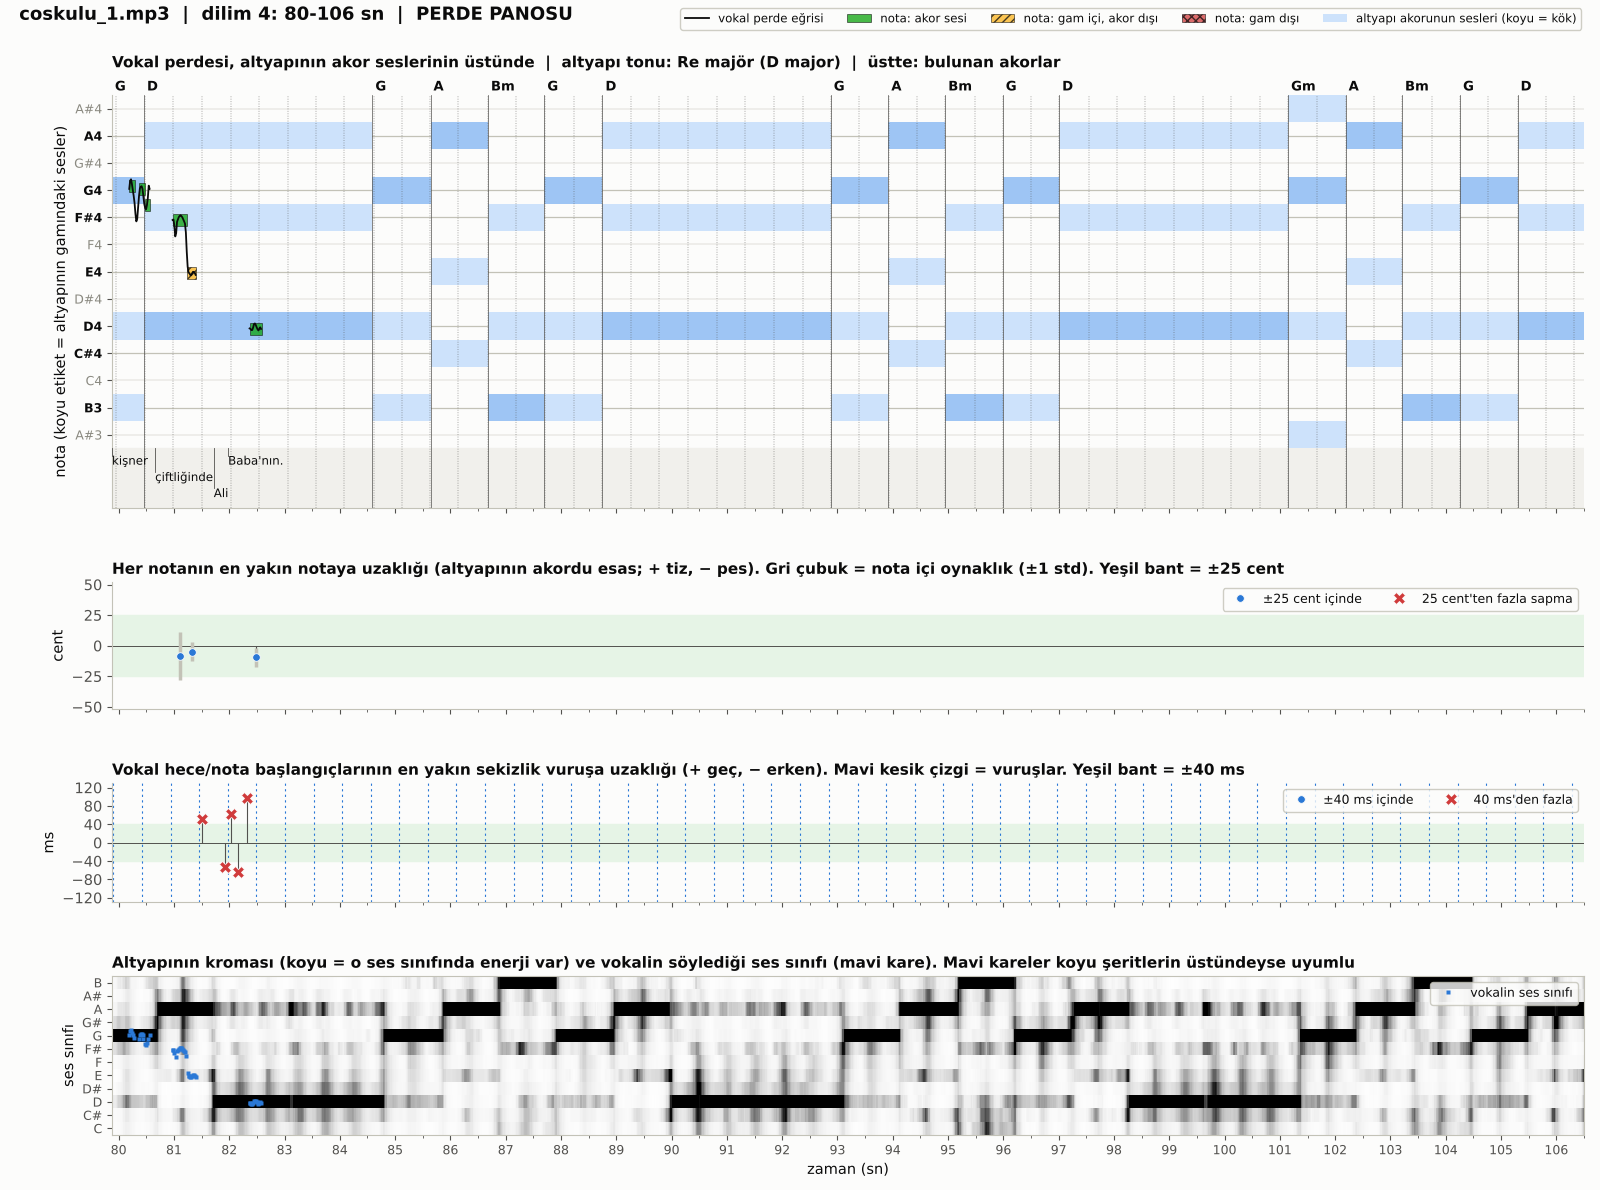 coskulu_1.mp3 | dilim 4: 80-106 sn | PERDE PANOSU
vokal perde eğrisi nota: akor sesi nota: gam içi, akor dışı nota: gam dışı altyapı akorunun sesleri (koyu = kök)
Vokal perdesi, altyapının akor seslerinin üstünde | altyapı tonu: Re majör (D major) | üstte: bulunan akorlar
G D G A Bm G D G A Bm G D Gm A Bm G D
nota (koyu etiket = altyapının gamındaki sesler)
A#4
A4
G#4
G4
F#4
F4
E4
D#4
D4
C#4
C4
B3
A#3
kişner Baba'nın.
çiftliğinde
Ali
Her notanın en yakın notaya uzaklığı (altyapının akordu esas; + tiz, − pes). Gri çubuk = nota içi oynaklık (±1 std). Yeşil bant = ±25 cent
±25 cent içinde 25 cent'ten fazla sapma
cent
50
25
0
−25
−50
Vokal hece/nota başlangıçlarının en yakın sekizlik vuruşa uzaklığı (+ geç, − erken). Mavi kesik çizgi = vuruşlar. Yeşil bant = ±40 ms
±40 ms içinde 40 ms'den fazla
ms
120
80
40
0
−40
−80
−120
Altyapının kroması (koyu = o ses sınıfında enerji var) ve vokalin söylediği ses sınıfı (mavi kare). Mavi kareler koyu şeritlerin üstündeyse uyumlu
vokalin ses sınıfı
ses sınıfı
B
A#
A
G#
G
F#
F
E
D#
D
C#
C
80 81 82 83 84 85 86 87 88 89 90 91 92 93 94 95 96 97 98 99 100 101 102 103 104 105 106
zaman (sn)